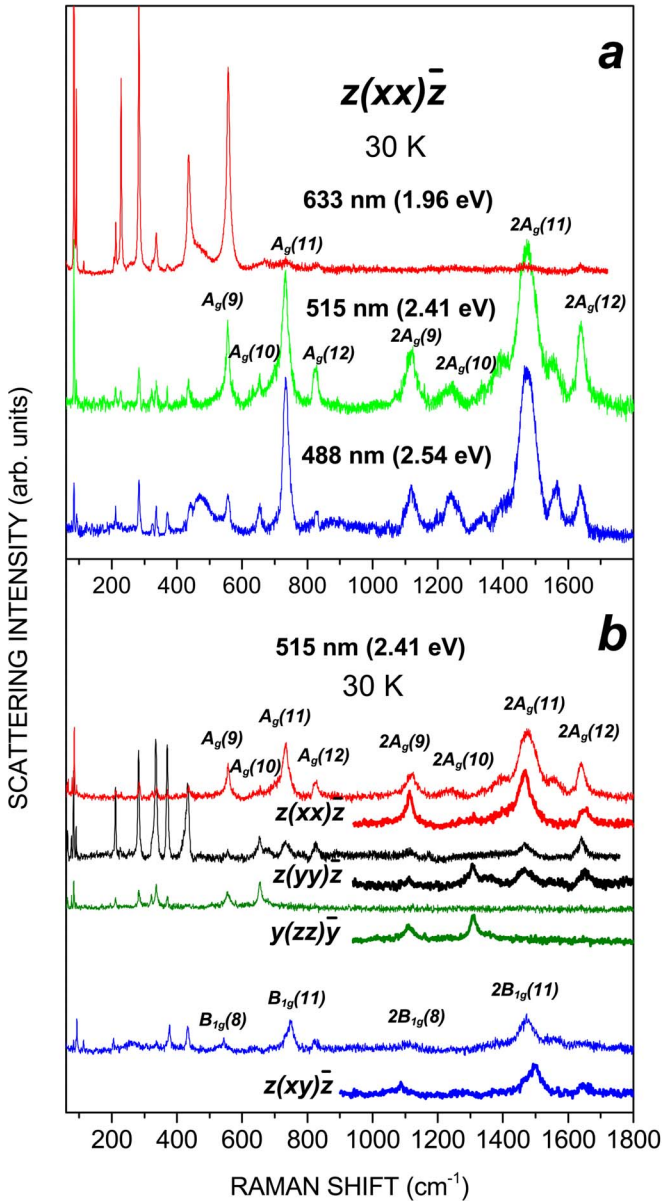 a
z(xx)z̄
30 K
633 nm (1.96 eV)
A_g(11)
2A_g(11)
515 nm (2.41 eV)
A_g(9)
A_g(10)
A_g(12)
2A_g(9)
2A_g(10)
2A_g(12)
488 nm (2.54 eV)
200 400 600 800 1000 1200 1400 1600
b
515 nm (2.41 eV)
30 K
A_g(9)
A_g(10)
A_g(11)
A_g(12)
2A_g(9)
2A_g(10)
2A_g(11)
2A_g(12)
z(xx)z̄
z(yy)z̄
y(zz)ȳ
B_1g(8)
B_1g(11)
2B_1g(8)
2B_1g(11)
z(xy)z̄
200 400 600 800 1000 1200 1400 1600 1800
SCATTERING INTENSITY (arb. units)
RAMAN SHIFT (cm⁻¹)